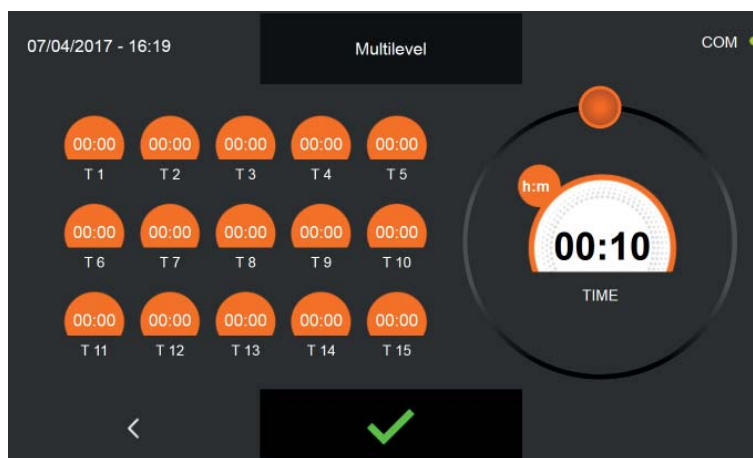 07/04/2017 - 16:19
Multilevel
COM
00:00 00:00 00:00 00:00 00:00
T 1 T 2 T 3 T 4 T 5
00:00 00:00 00:00 00:00 00:00
T 6 T 7 T 8 T 9 T 10
00:00 00:00 00:00 00:00 00:00
T 11 T 12 T 13 T 14 T 15
h:m
00:10
TIME